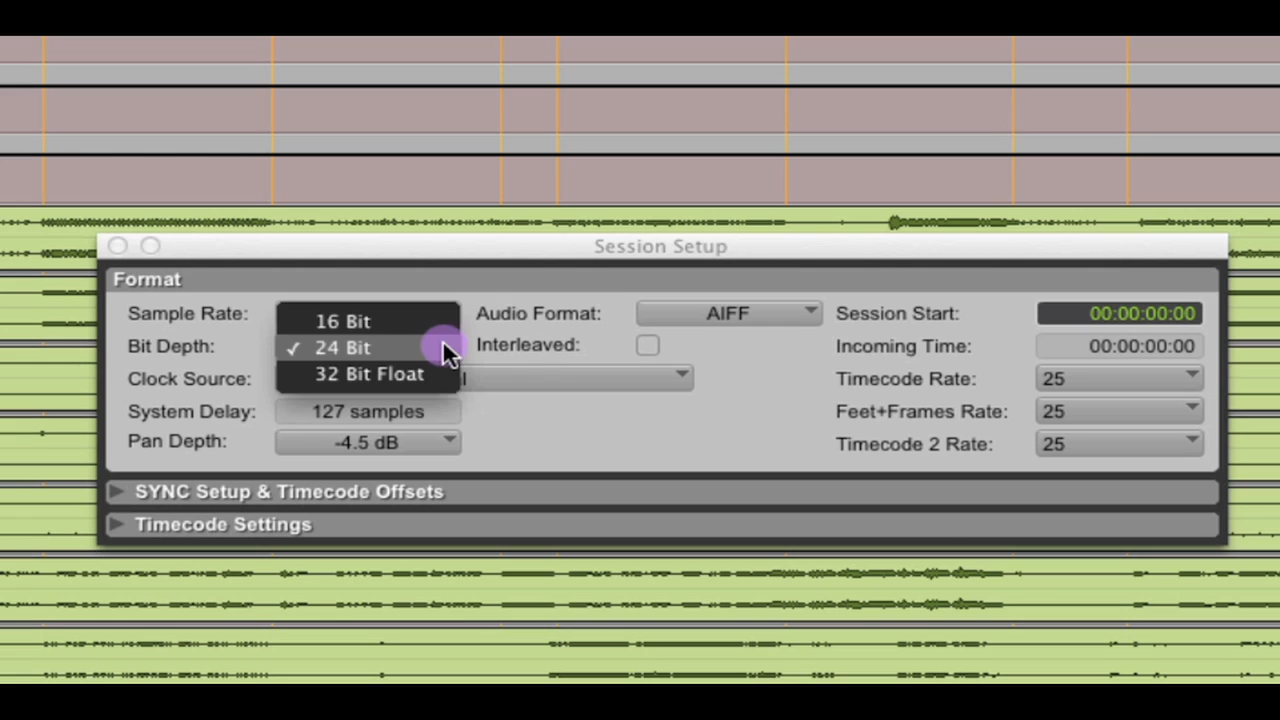 Session Setup
Format
Sample Rate:
16 Bit
Audio Format:
AIFF
Session Start:
00:00:00:00
Bit Depth:
✓ 24 Bit
Interleaved:
Incoming Time:
00:00:00:00
Clock Source:
32 Bit Float
Timecode Rate:
25
System Delay:
127 samples
Feet+Frames Rate:
25
Pan Depth:
-4.5 dB
Timecode 2 Rate:
25
SYNC Setup & Timecode Offsets
Timecode Settings